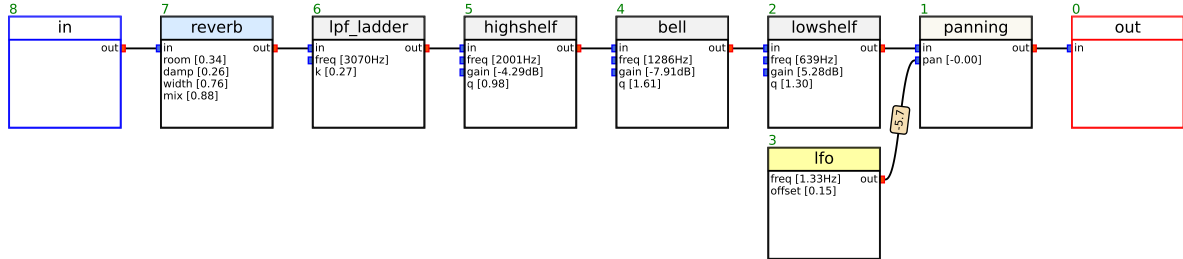 8
in
out
7
reverb
in out
room [0.34]
damp [0.26]
width [0.76]
mix [0.88]
6
lpf_ladder
in out
freq [3070Hz]
k [0.27]
5
highshelf
in out
freq [2001Hz]
gain [-4.29dB]
q [0.98]
4
bell
in out
freq [1286Hz]
gain [-7.91dB]
q [1.61]
2
lowshelf
in out
freq [639Hz]
gain [5.28dB]
q [1.30]
1
panning
in out
pan [-0.00]
0
out
in
3
lfo
freq [1.33Hz] out
offset [0.15]
-5.7